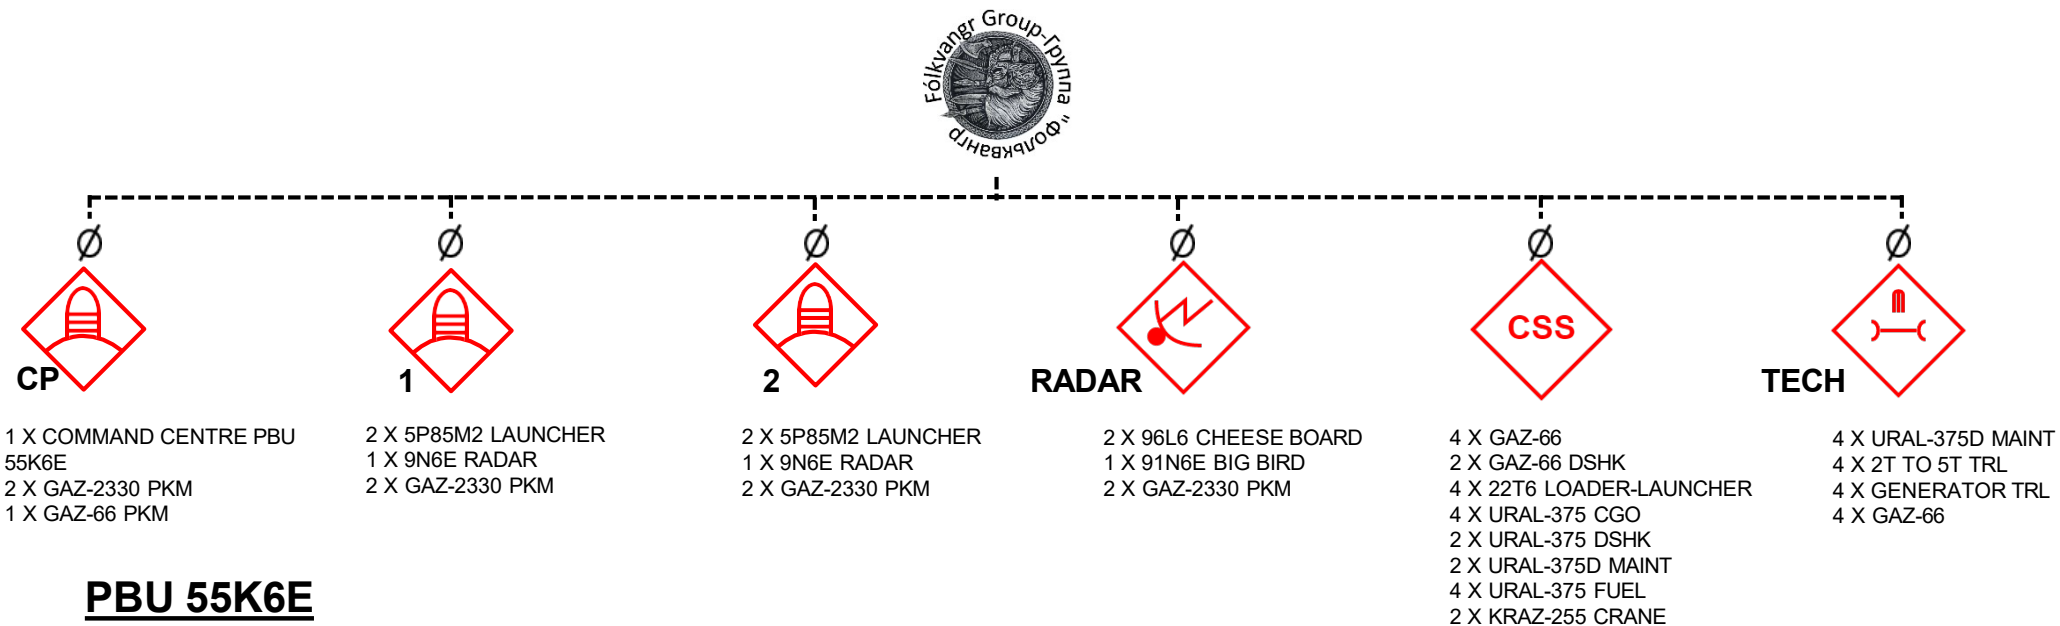 Fólkvangr Group-Группа "Фольквангр
Ø
Ø
Ø
Ø
Ø
Ø
CSS
CP
1
2
RADAR
TECH
1 X COMMAND CENTRE PBU
55K6E
2 X GAZ-2330 PKM
1 X GAZ-66 PKM
2 X 5P85M2 LAUNCHER
1 X 9N6E RADAR
2 X GAZ-2330 PKM
2 X 5P85M2 LAUNCHER
1 X 9N6E RADAR
2 X GAZ-2330 PKM
2 X 96L6 CHEESE BOARD
1 X 91N6E BIG BIRD
2 X GAZ-2330 PKM
4 X GAZ-66
2 X GAZ-66 DSHK
4 X 22T6 LOADER-LAUNCHER
4 X URAL-375 CGO
2 X URAL-375 DSHK
2 X URAL-375D MAINT
4 X URAL-375 FUEL
2 X KRAZ-255 CRANE
4 X URAL-375D MAINT
4 X 2T TO 5T TRL
4 X GENERATOR TRL
4 X GAZ-66
PBU 55K6E